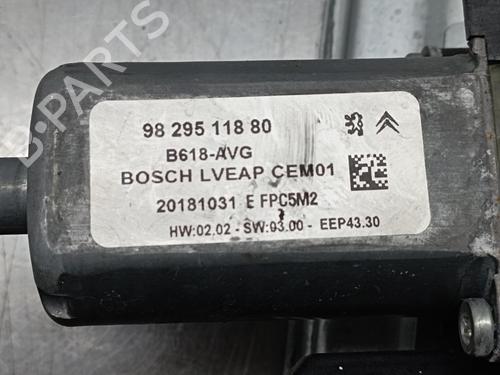 98 295 118 80
B618-AVG
BOSCH LVEAP CEM01
20181031 E FPC5M2
HW:02.02 - SW:03.00 - EEP43.30
B-PARTS